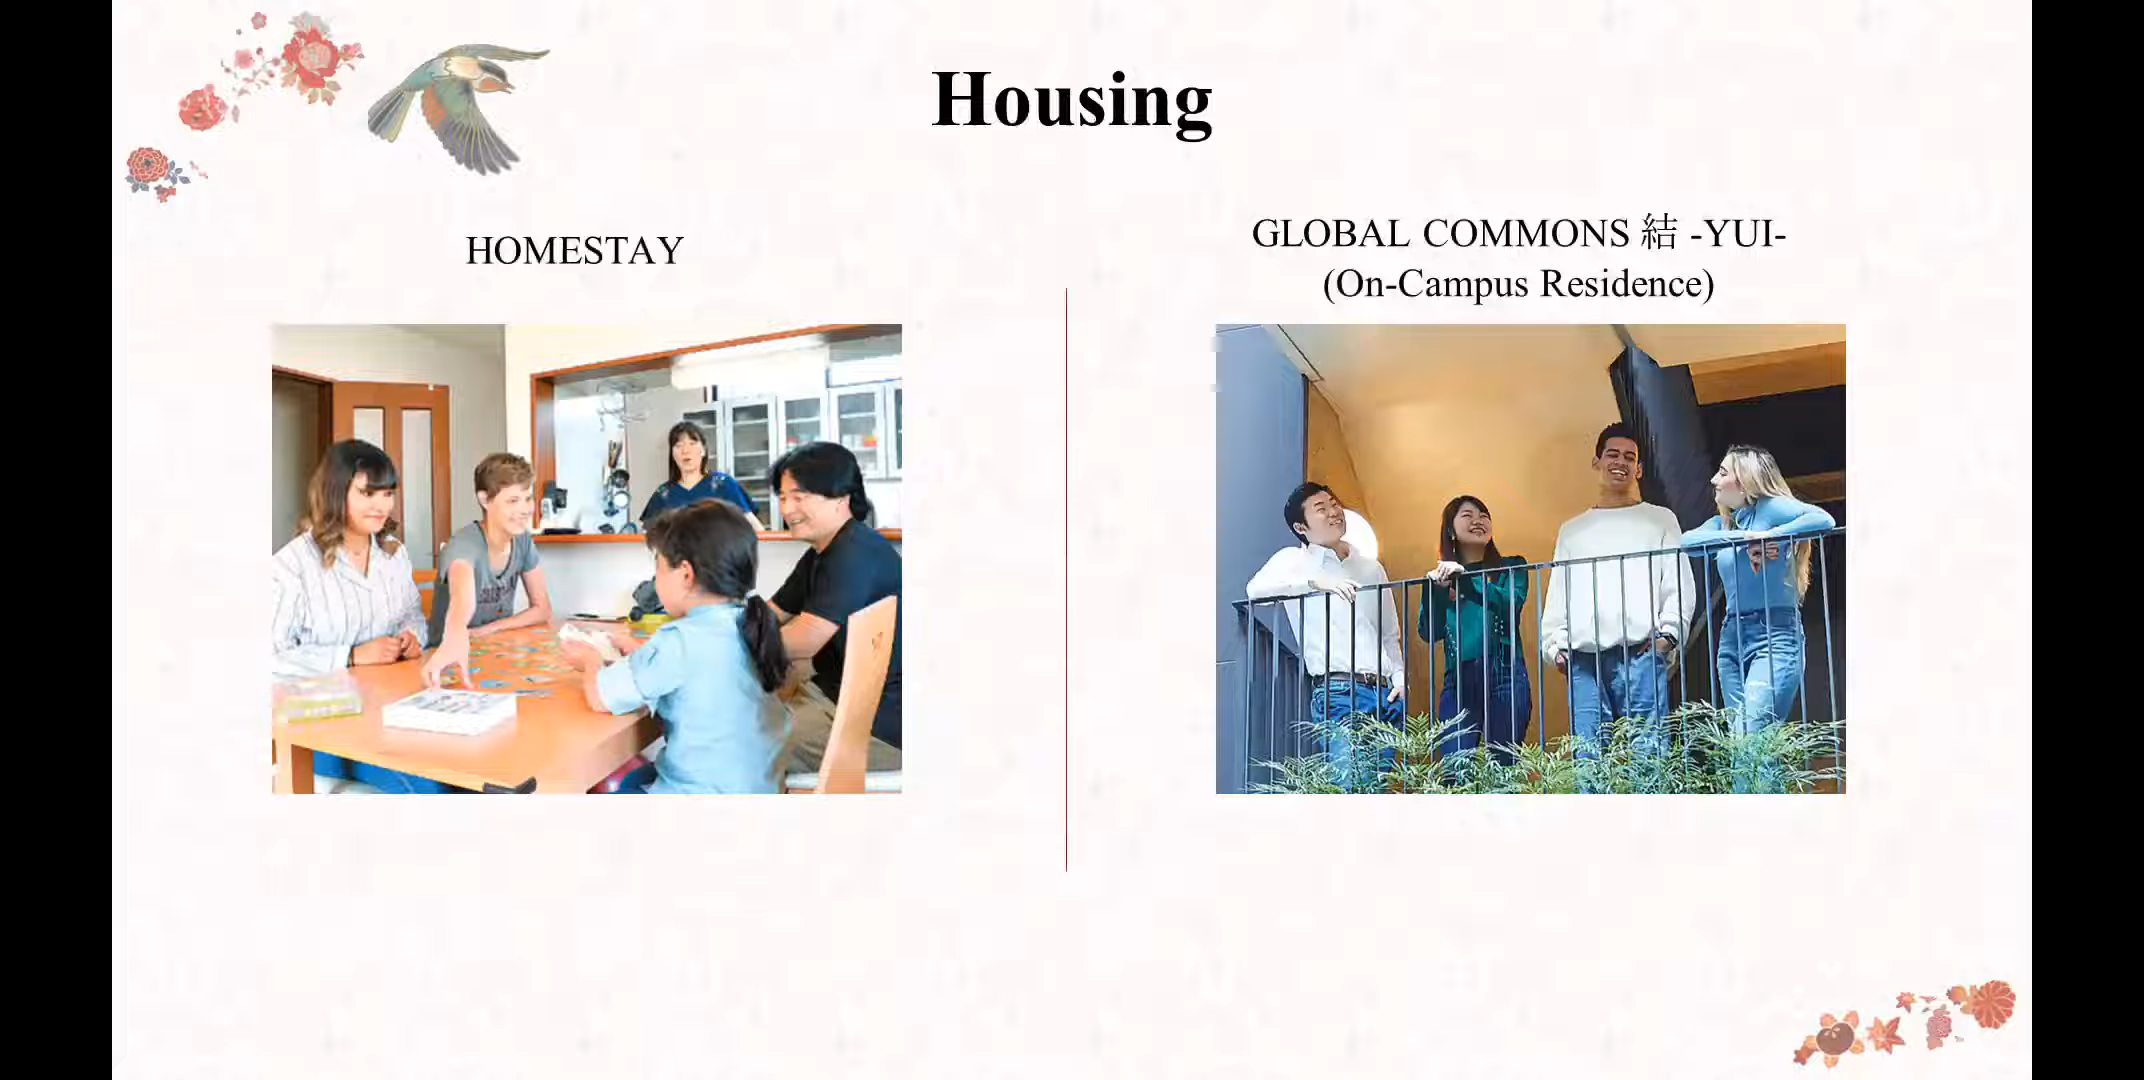 Housing
HOMESTAY
GLOBAL COMMONS 結 -YUI-
(On-Campus Residence)